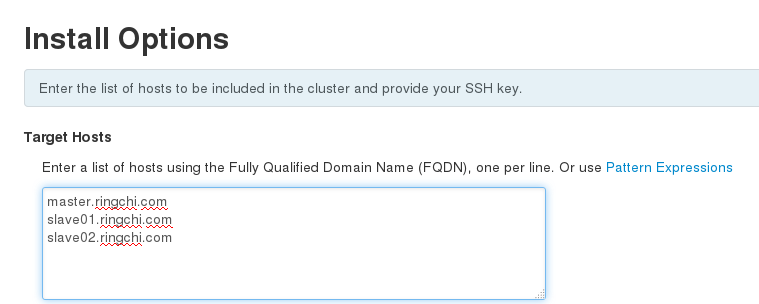 Install Options
Enter the list of hosts to be included in the cluster and provide your SSH key.
Target Hosts
Enter a list of hosts using the Fully Qualified Domain Name (FQDN), one per line. Or use Pattern Expressions
master.ringchi.com
slave01.ringchi.com
slave02.ringchi.com